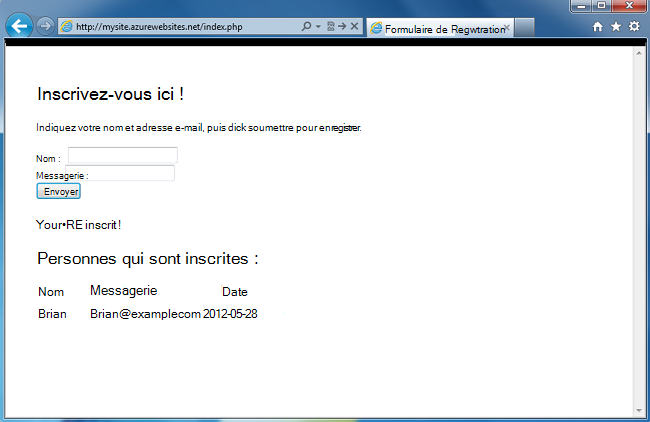 http://mysite.azurewebsites.net/index.php
Formulaire de Regwtration
Inscrivez-vous ici !
Indiquez votre nom et adresse e-mail, puis dick soumettre pour enregistrer.
Nom :
Messagerie :
Envoyer
Your•RE inscrit !
Personnes qui sont inscrites :
Nom Messagerie Date
Brian Brian@examplecom 2012-05-28